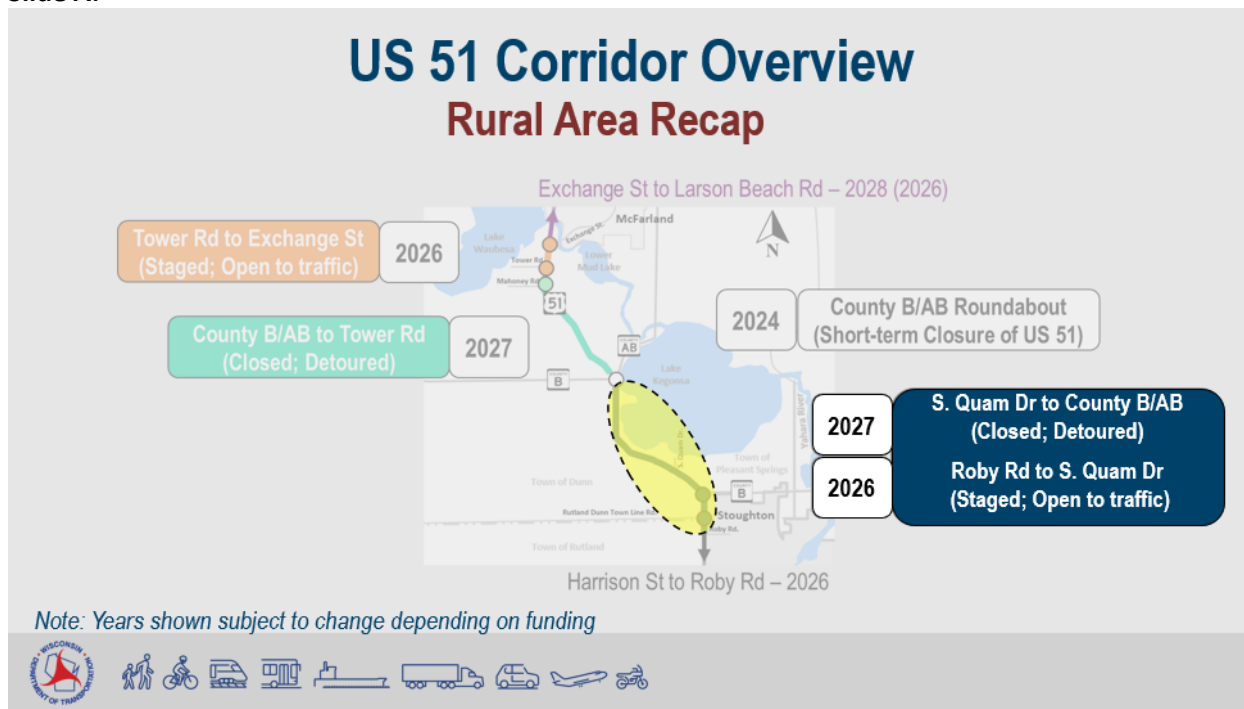 US 51 Corridor Overview
Rural Area Recap
Exchange St to Larson Beach Rd – 2028 (2026)
Tower Rd to Exchange St
(Staged; Open to traffic)
2026
County B/AB to Tower Rd
(Closed; Detoured)
2027
2024
County B/AB Roundabout
(Short-term Closure of US 51)
2027
S. Quam Dr to County B/AB
(Closed; Detoured)
2026
Roby Rd to S. Quam Dr
(Staged; Open to traffic)
McFarland
Exchange St.
Lake
Waubesa
Tower Rd
Lower
Mud Lake
Mahoney Rd
N
51
AB
B
Lake
Kegonsa
Yahara River
S. Quam Dr.
Town of
Pleasant Springs
Town of Dunn
B
Rutland Dunn Town Line Rd
Stoughton
Roby Rd.
Town of Rutland
Harrison St to Roby Rd – 2026
Note: Years shown subject to change depending on funding
WISCONSIN
DEPARTMENT OF TRANSPORTATION